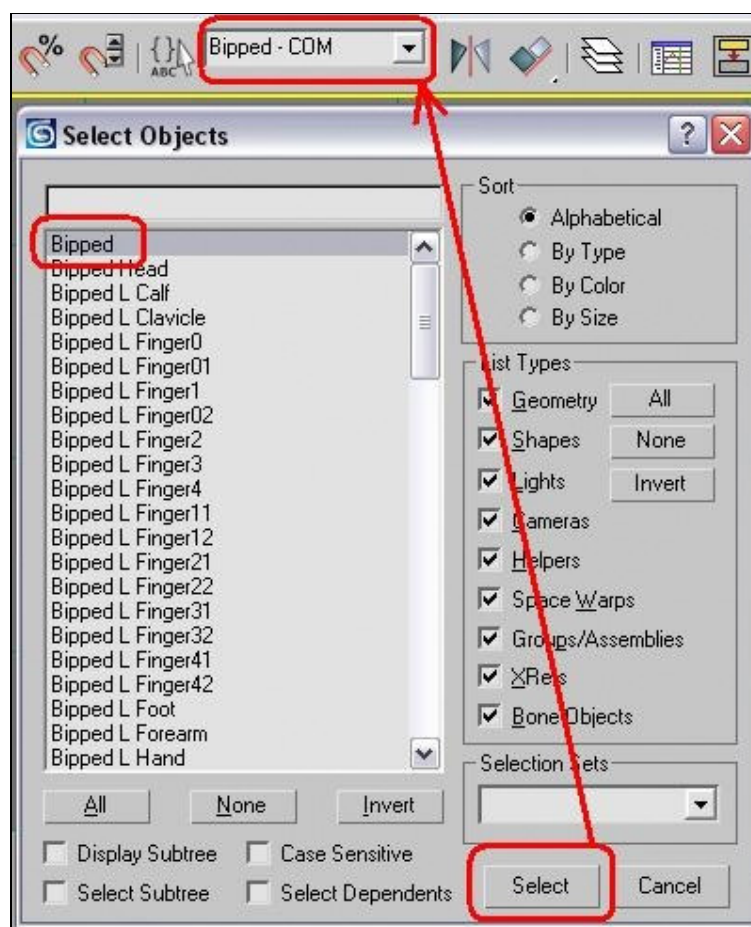 %
{} ABC
Bipped - COM
Select Objects
?
Bipped
Bipped Head
Bipped L Calf
Bipped L Clavicle
Bipped L Finger0
Bipped L Finger01
Bipped L Finger1
Bipped L Finger02
Bipped L Finger2
Bipped L Finger3
Bipped L Finger4
Bipped L Finger11
Bipped L Finger12
Bipped L Finger21
Bipped L Finger22
Bipped L Finger31
Bipped L Finger32
Bipped L Finger41
Bipped L Finger42
Bipped L Foot
Bipped L Forearm
Bipped L Hand
All None Invert
Display Subtree Case Sensitive
Select Subtree Select Dependents
Sort
Alphabetical
By Type
By Color
By Size
List Types
Geometry All
Shapes None
Lights Invert
Cameras
Helpers
Space Warps
Groups/Assemblies
XRefs
Bone Objects
Selection Sets
Select Cancel